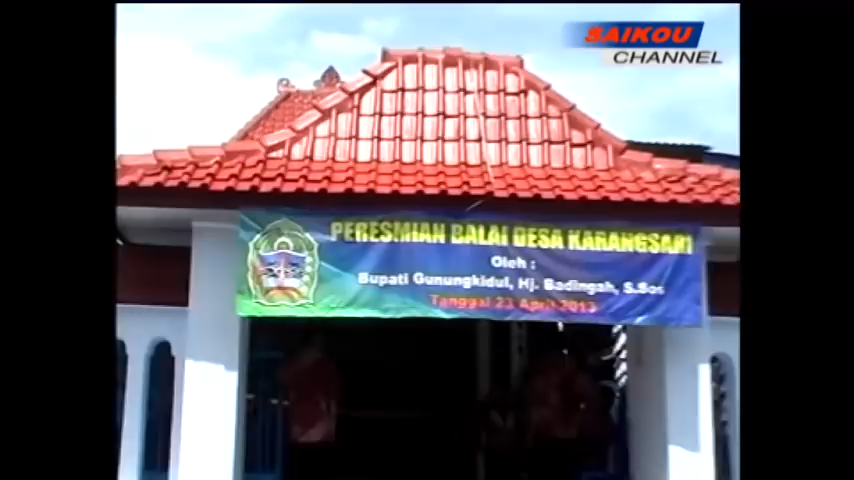 SAIKOU
CHANNEL
PERESMIAN BALAI DESA KARANGSARI
Oleh :
Bupati Gunungkidul, Hj. Badingah, S.Sos
Tanggal 23 April 2013